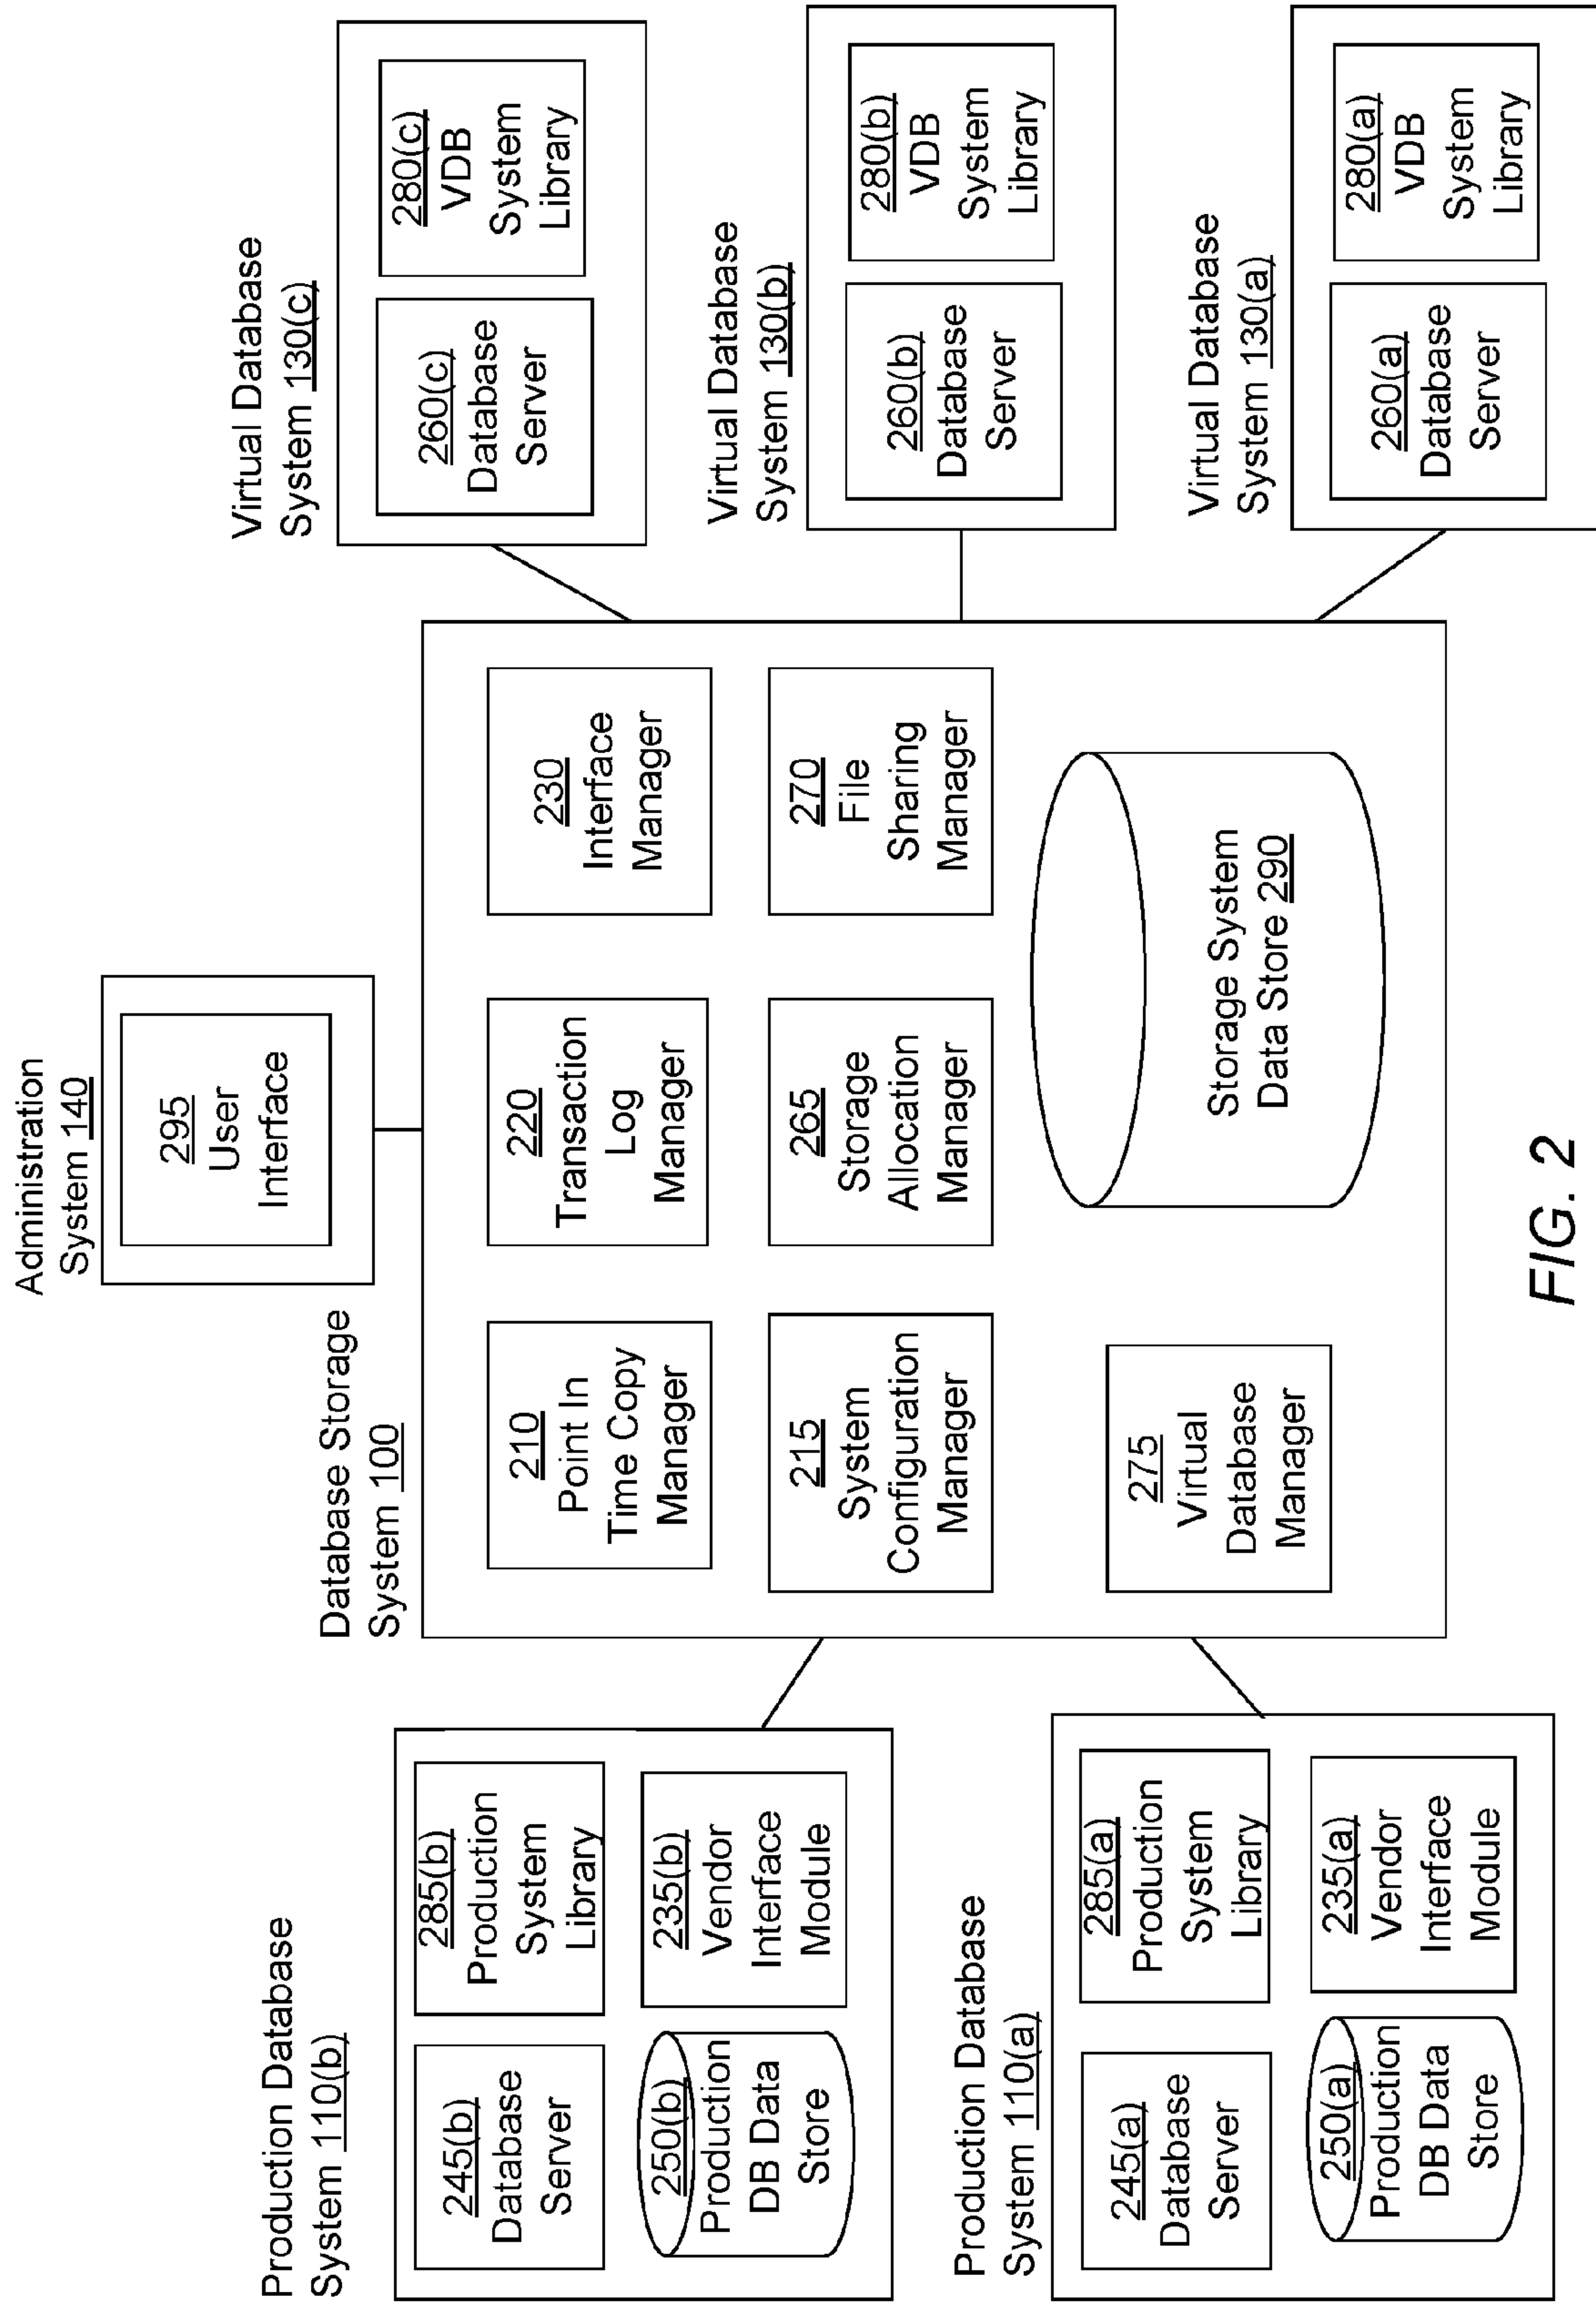 Administration
System 140
295
User
Interface
Database Storage
System 100
210
Point In
Time Copy
Manager
220
Transaction
Log
Manager
230
Interface
Manager
215
System
Configuration
Manager
265
Storage
Allocation
Manager
270
File
Sharing
Manager
275
Virtual
Database
Manager
Storage System
Data Store 290
Production Database
System 110(b)
245(b)
Database
Server
285(b)
Production
System
Library
250(b)
Production
DB Data
Store
235(b)
Vendor
Interface
Module
Production Database
System 110(a)
245(a)
Database
Server
285(a)
Production
System
Library
250(a)
Production
DB Data
Store
235(a)
Vendor
Interface
Module
Virtual Database
System 130(c)
260(c)
Database
Server
280(c)
VDB
System
Library
Virtual Database
System 130(b)
260(b)
Database
Server
280(b)
VDB
System
Library
Virtual Database
System 130(a)
260(a)
Database
Server
280(a)
VDB
System
Library
FIG. 2